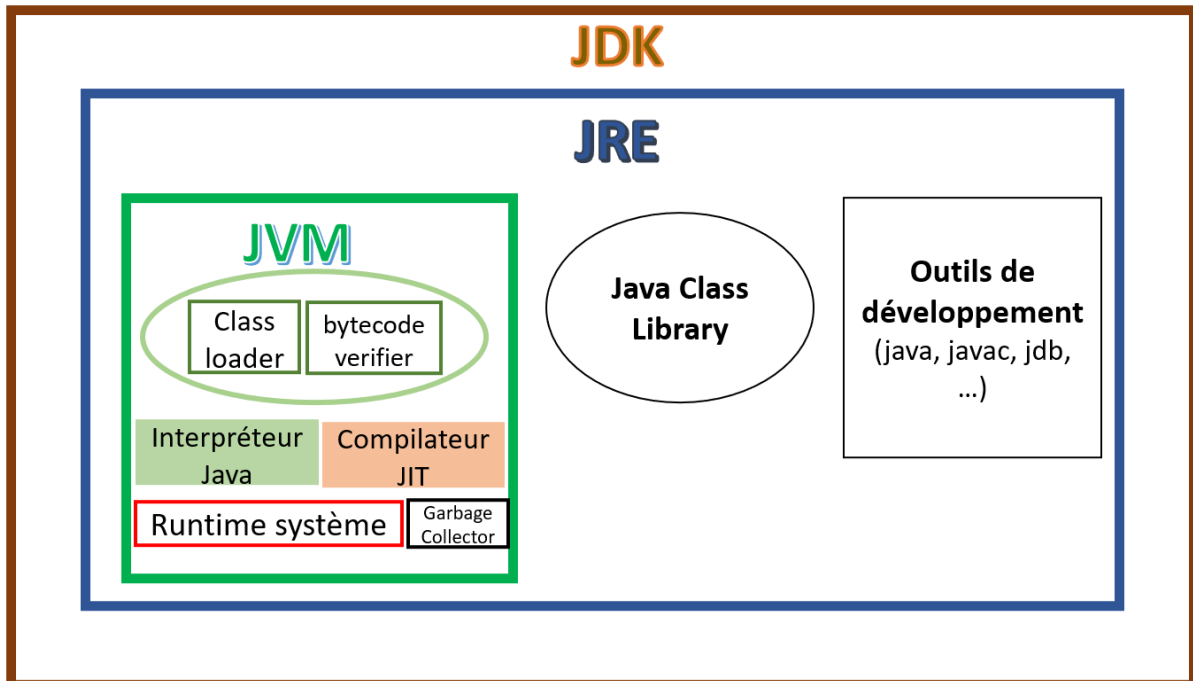 JDK
JRE
JVM
Class
loader
bytecode
verifier
Interpréteur
Java
Compilateur
JIT
Runtime système
Garbage
Collector
Java Class
Library
Outils de
développement
(java, javac, jdb,
...)